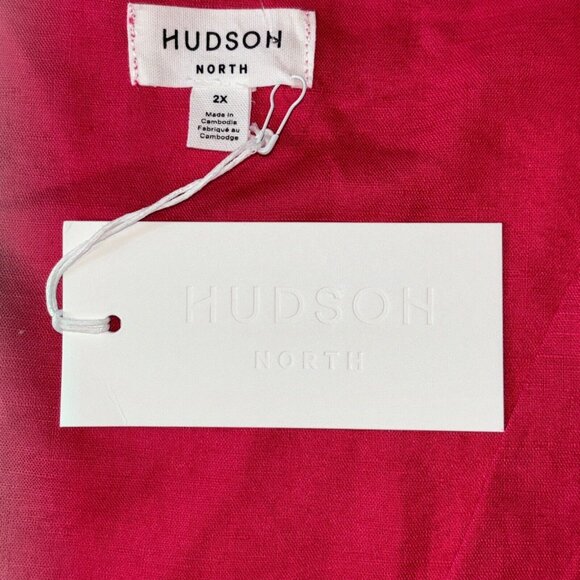 HUDSON
NORTH
2X
Made in
Cambodia
Fabriqué au
Cambodge
HUDSON
NORTH